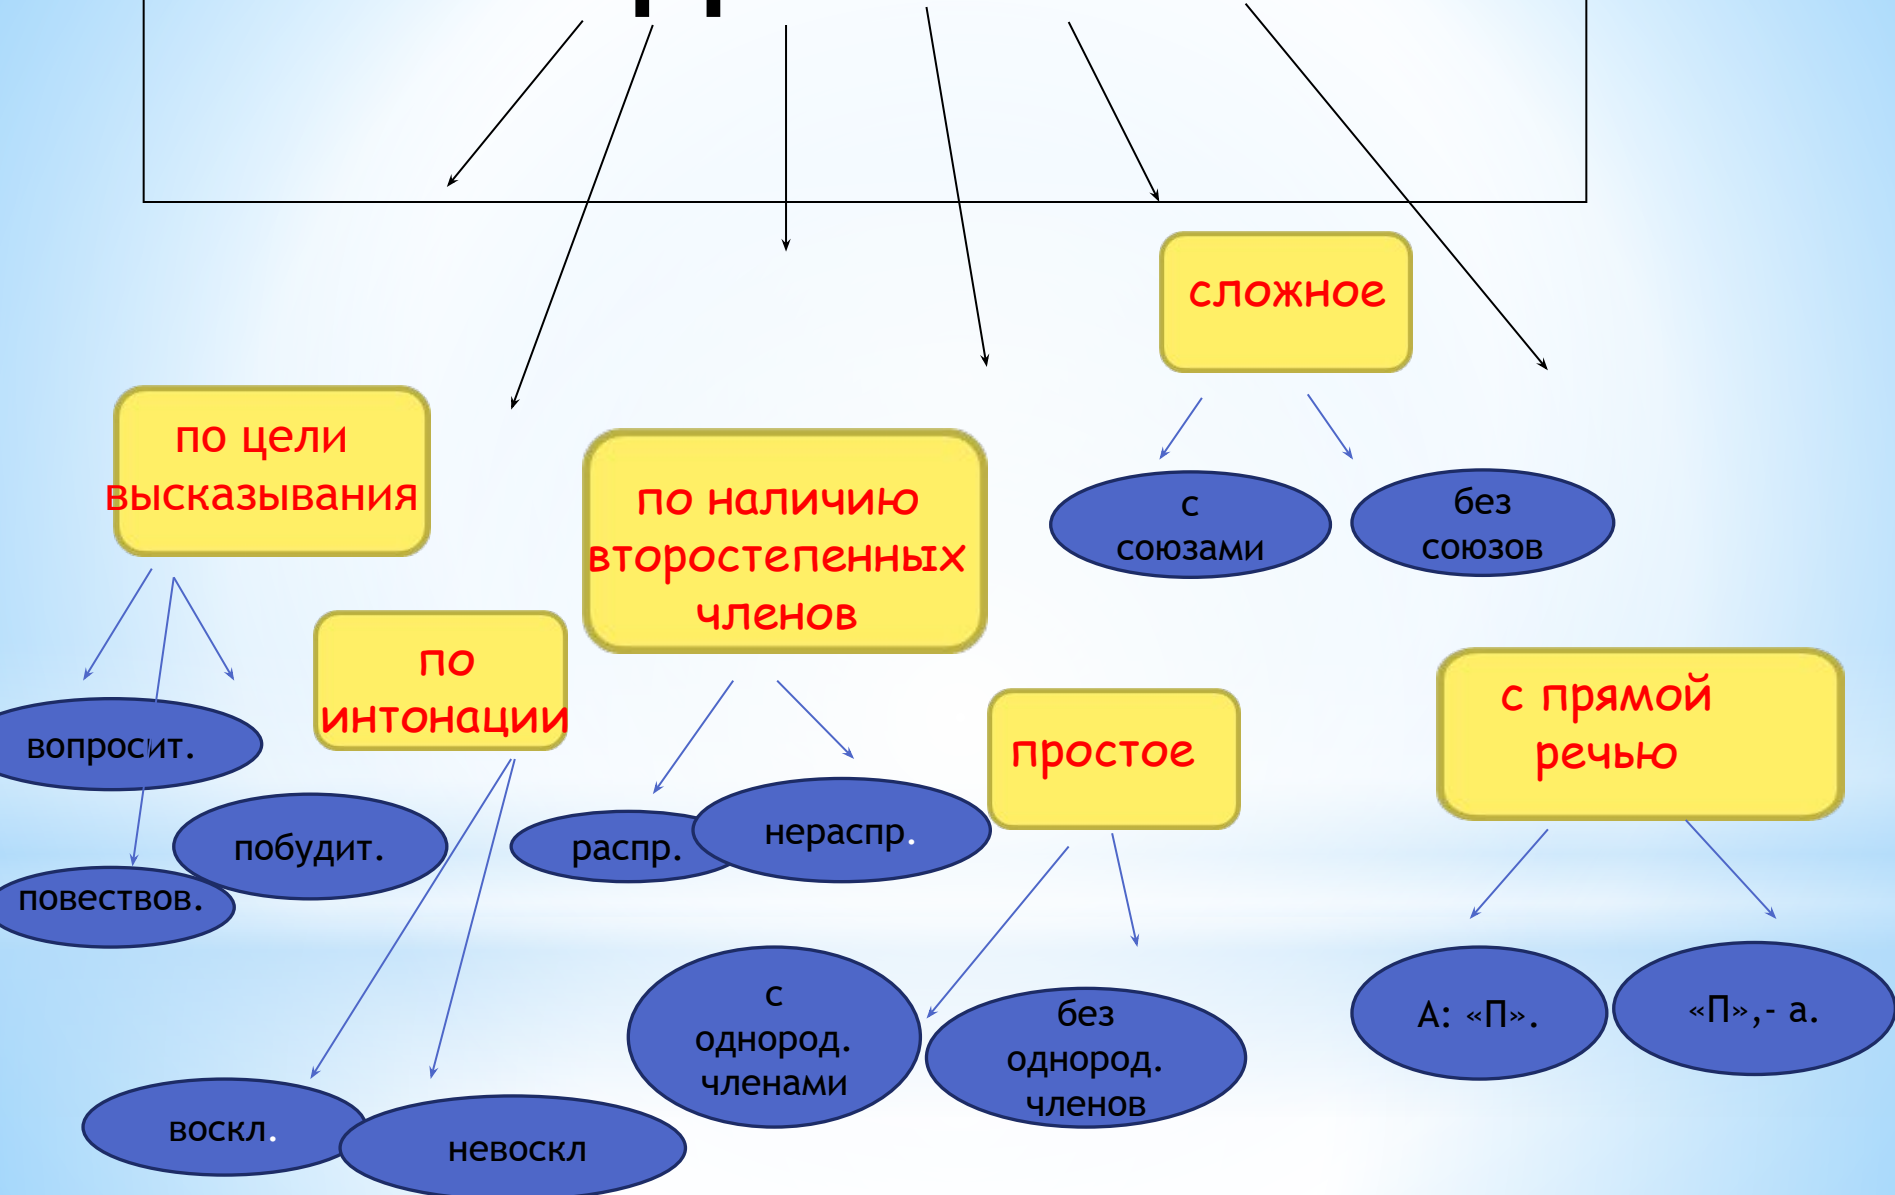 сложное
с
союзами
без
союзов
по цели
высказывания
вопросит.
побудит.
повествов.
по
интонации
воскл.
невоскл
по наличию
второстепенных
членов
распр.
нераспр.
простое
с
однород.
членами
без
однород.
членов
с прямой
речью
А: «П».
«П»,- а.